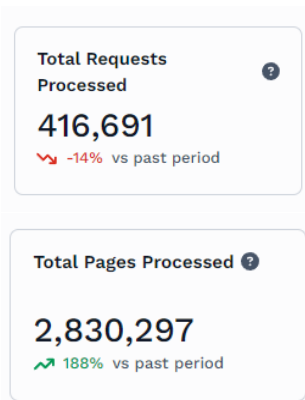 Total Requests
Processed
416,691
-14% vs past period
Total Pages Processed
2,830,297
188% vs past period